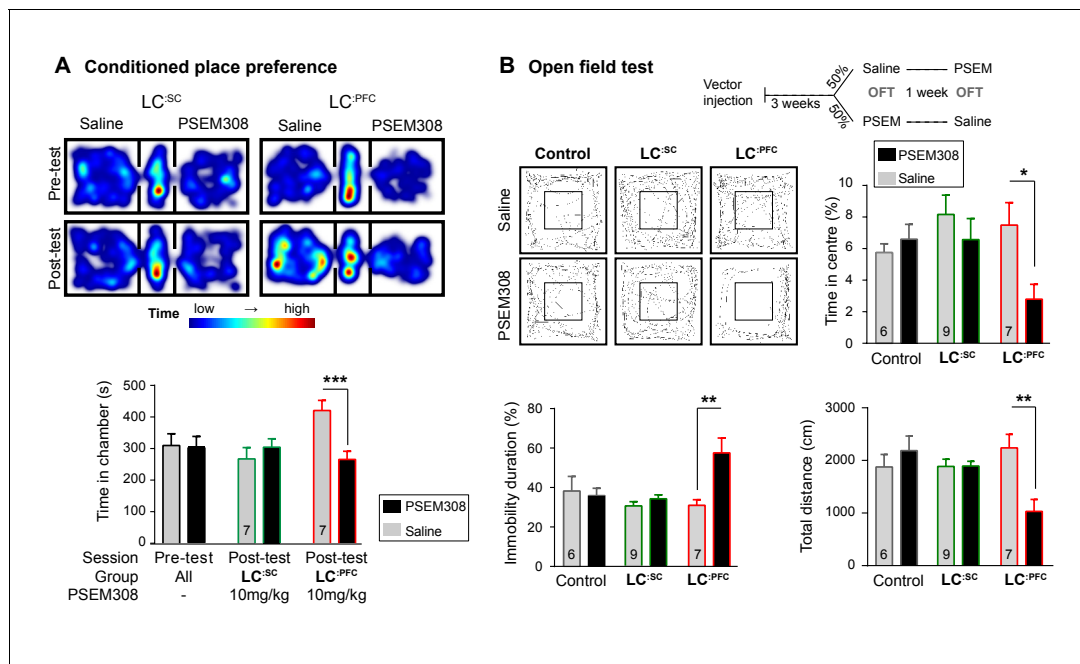 A Conditioned place preference
LC:SC
LC:PFC
Saline
PSEM308
Saline
PSEM308
Pre-test
Post-test
Time
low → high
Time in chamber (s)
500
400
300
200
100
0
***
7
7
PSEM308
Saline
Session Pre-test Post-test Post-test
Group All LC:SC LC:PFC
PSEM308 - 10mg/kg 10mg/kg
B Open field test
Vector injection
3 weeks
50%
50%
Saline PSEM
OFT 1 week OFT
PSEM Saline
Control LC:SC LC:PFC
Saline
PSEM308
PSEM308
Saline
Time in centre (%)
10
8
6
4
2
0
*
6 9 7
Control LC:SC LC:PFC
Immobility duration (%)
80
60
40
20
0
**
6 9 7
Control LC:SC LC:PFC
Total distance (cm)
3000
2000
1000
0
**
6 9 7
Control LC:SC LC:PFC